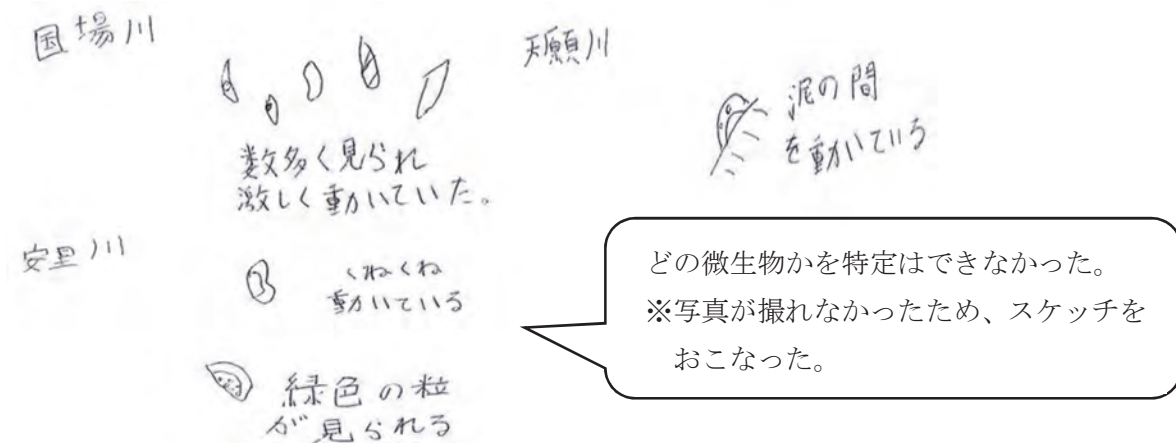 国場川
数多く見られ
激しく動いていた。
天願川
泥の間
を動いている
安里川
くねくね
動いている
緑色の粒
が見られる
どの微生物かを特定はできなかった。
※写真が撮れなかったため、スケッチを
おこなった。